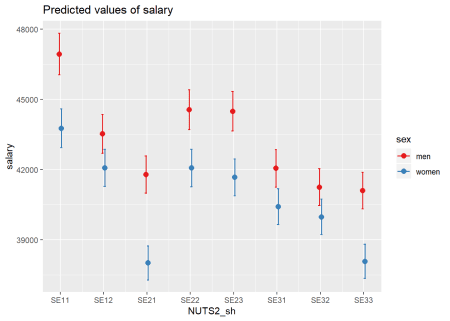 Predicted values of salary
48000
45000
42000
39000
salary
SE11 SE12 SE21 SE22 SE23 SE31 SE32 SE33
NUTS2_sh
sex
men
women